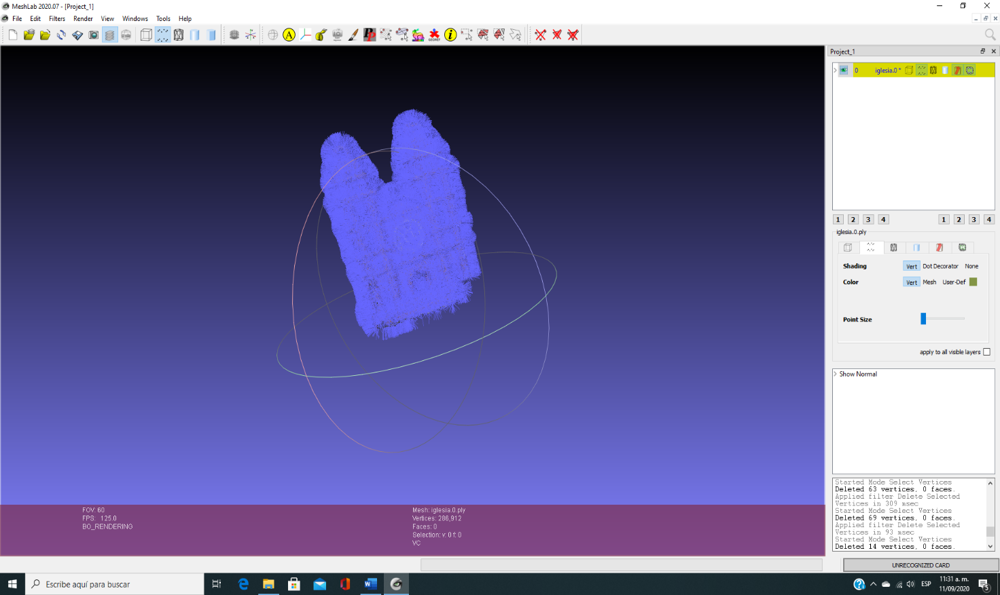 MeshLab 2020.07 - [Project_1]
File Edit Filters Render View Windows Tools Help
Project_1
0 iglesia.0 *
1 2 3 4 1 2 3 4
iglesia.0.ply
Shading Vert Dot Decorator None
Color Vert Mesh User-Def
Point Size
apply to all visible layers
Show Normal
Started Mode Select Vertices
Deleted 63 vertices, 0 faces.
Applied filter Delete Selected
Vertices in 309 msec
Started Mode Select Vertices
Deleted 69 vertices, 0 faces.
Applied filter Delete Selected
Vertices in 93 msec
Started Mode Select Vertices
Deleted 14 vertices, 0 faces.
FOV: 60
FPS: 125.0
BO_RENDERING
Mesh: iglesia.0.ply
Vertices: 286,912
Faces: 0
Selection: v: 0 f: 0
VC
UNRECOGNIZED CARD
Escribe aquí para buscar
ESP
11:31 a. m.
11/09/2020
5